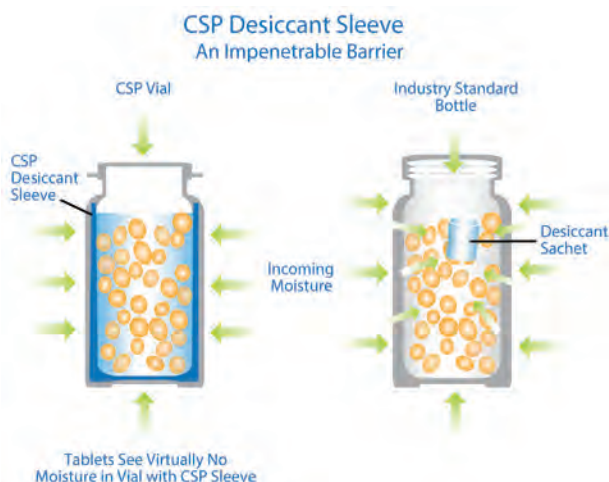 CSP Desiccant Sleeve
An Impenetrable Barrier
CSP Vial
Industry Standard
Bottle
CSP
Desiccant
Sleeve
Desiccant
Sachet
Incoming
Moisture
Tablets See Virtually No
Moisture in Vial with CSP Sleeve